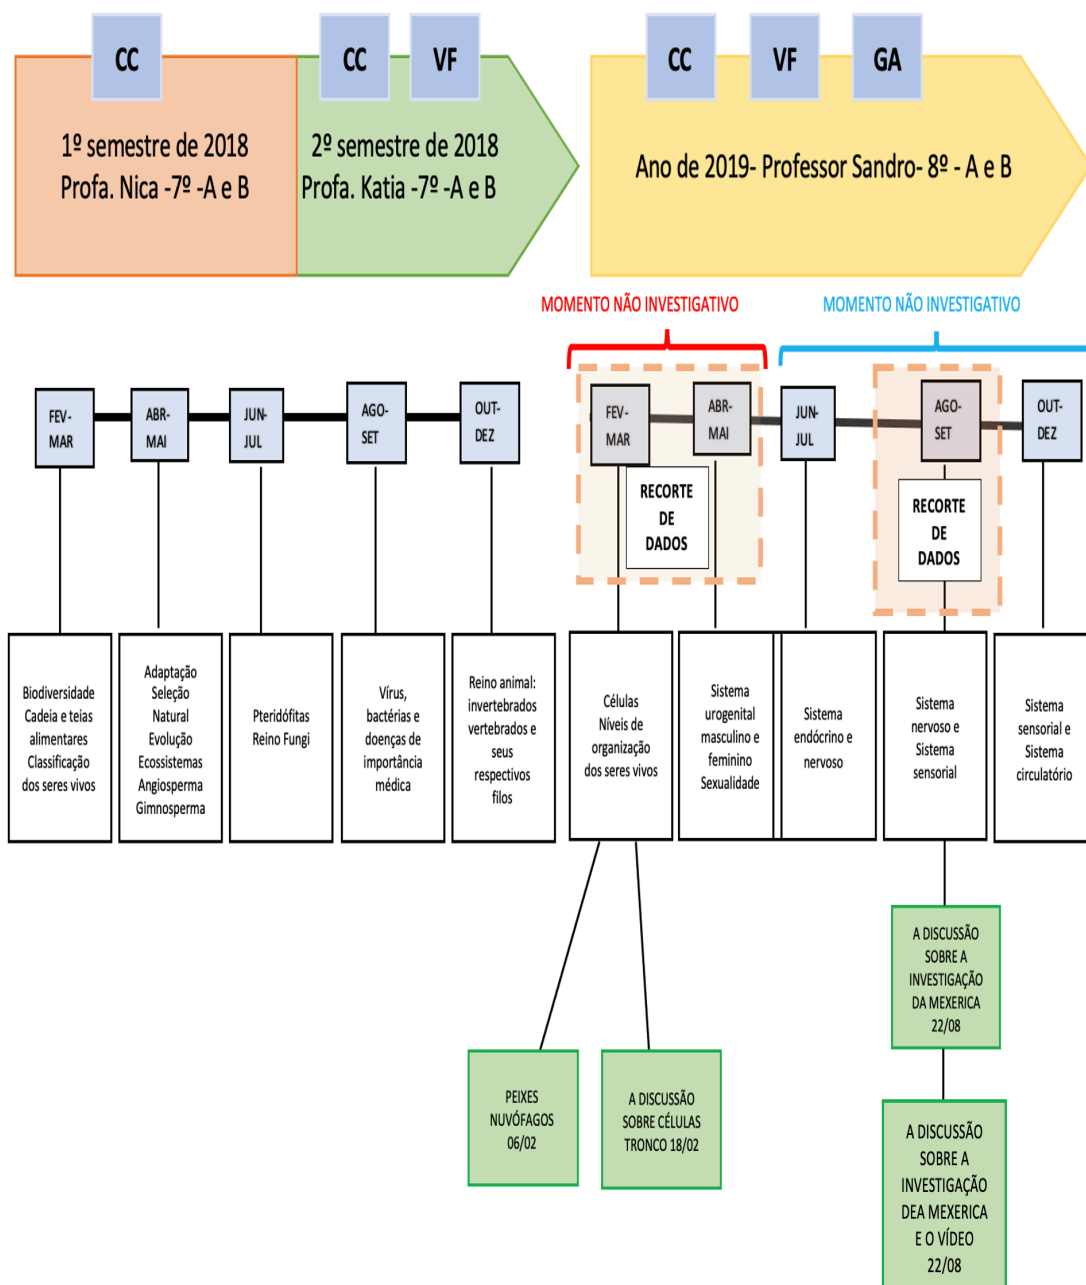 CC
CC
VF
CC
VF
GA
1º semestre de 2018
Profa. Nica -7º -A e B
2º semestre de 2018
Profa. Katia -7º -A e B
Ano de 2019- Professor Sandro- 8º - A e B
MOMENTO NÃO INVESTIGATIVO
MOMENTO NÃO INVESTIGATIVO
FEV-
MAR
ABR-
MAI
JUN-
JUL
AGO-
SET
OUT-
DEZ
FEV-
MAR
ABR-
MAI
JUN-
JUL
AGO-
SET
OUT-
DEZ
RECORTE
DE
DADOS
RECORTE
DE
DADOS
Biodiversidade
Cadeia e teias
alimentares
Classificação
dos seres vivos
Adaptação
Seleção
Natural
Evolução
Ecossistemas
Angiosperma
Gimnosperma
Pteridófitas
Reino Fungi
Vírus,
bactérias e
doenças de
importância
médica
Reino animal:
invertebrados
vertebrados e
seus
respectivos
filos
Células
Níveis de
organização
dos seres vivos
Sistema
urogenital
masculino e
feminino
Sexualidade
Sistema
endócrino e
nervoso
Sistema
nervoso e
Sistema
sensorial
Sistema
sensorial e
Sistema
circulatório
PEIXES
NUVÓFAGOS
06/02
A DISCUSSÃO
SOBRE CÉLULAS
TRONCO 18/02
A DISCUSSÃO
SOBRE A
INVESTIGAÇÃO
DA MEXERICA
22/08
A DISCUSSÃO
SOBRE A
INVESTIGAÇÃO
DEA MEXERICA
E O VÍDEO
22/08